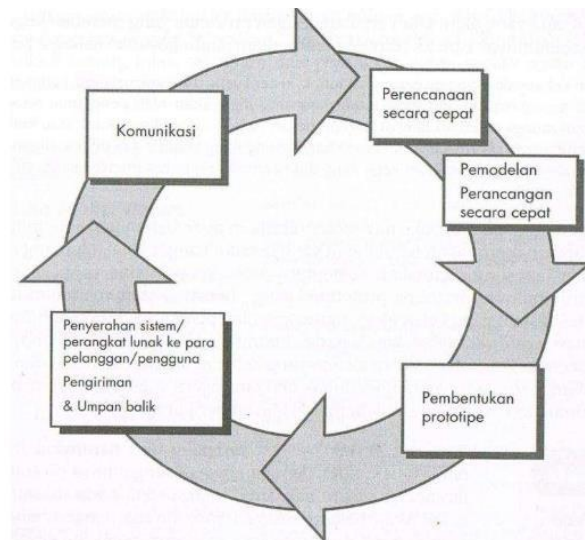 Komunikasi
Perencanaan
secara cepat
Pemodelan
Perancangan
secara cepat
Pembentukan
prototipe
Penyerahan sistem/
perangkat lunak ke para
pelanggan/pengguna
Pengiriman
& Umpan balik